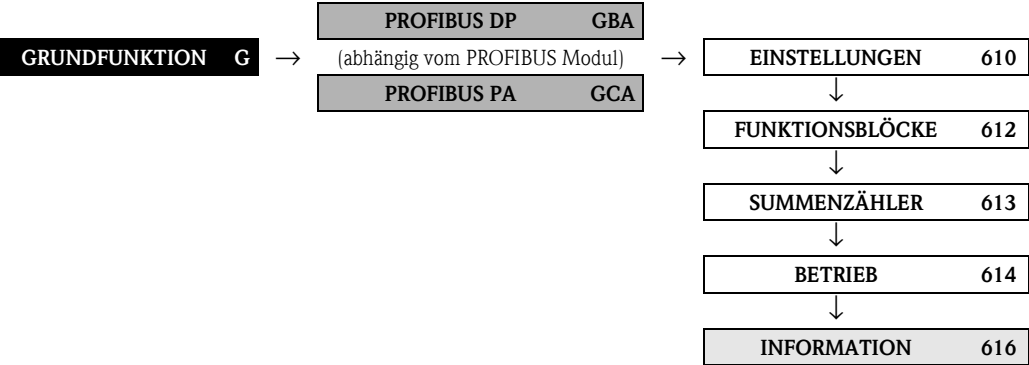 PROFIBUS DP GBA
GRUNDFUNKTION G → (abhängig vom PROFIBUS Modul) → EINSTELLUNGEN 610
PROFIBUS PA GCA
↓
FUNKTIONSBLÖCKE 612
↓
SUMMENZÄHLER 613
↓
BETRIEB 614
↓
INFORMATION 616